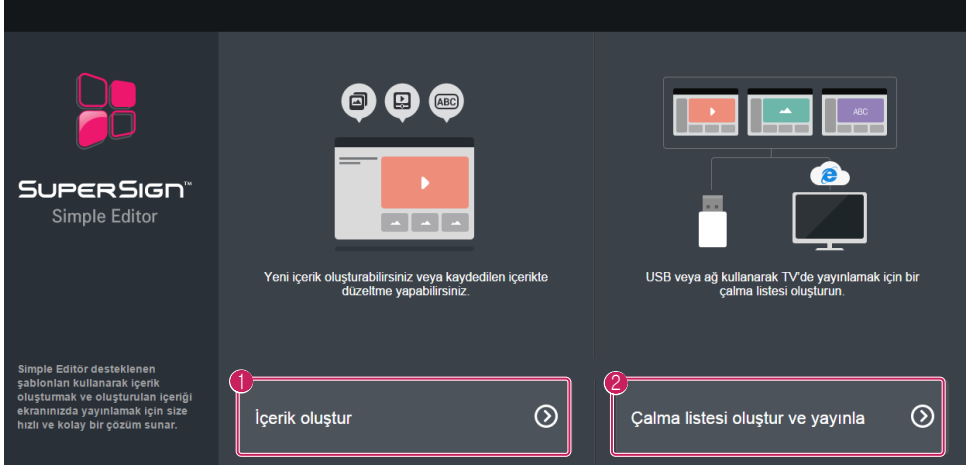 SUPERSIGN™
Simple Editor
Simple Editör desteklenen
şablonları kullanarak içerik
oluşturmak ve oluşturulan içeriği
ekranınızda yayınlamak için size
hızlı ve kolay bir çözüm sunar.
ABC
Yeni içerik oluşturabilirsiniz veya kaydedilen içerikte
düzeltme yapabilirsiniz.
1
İçerik oluştur
ABC
USB veya ağ kullanarak TV'de yayınlamak için bir
çalma listesi oluşturun.
2
Çalma listesi oluştur ve yayınla